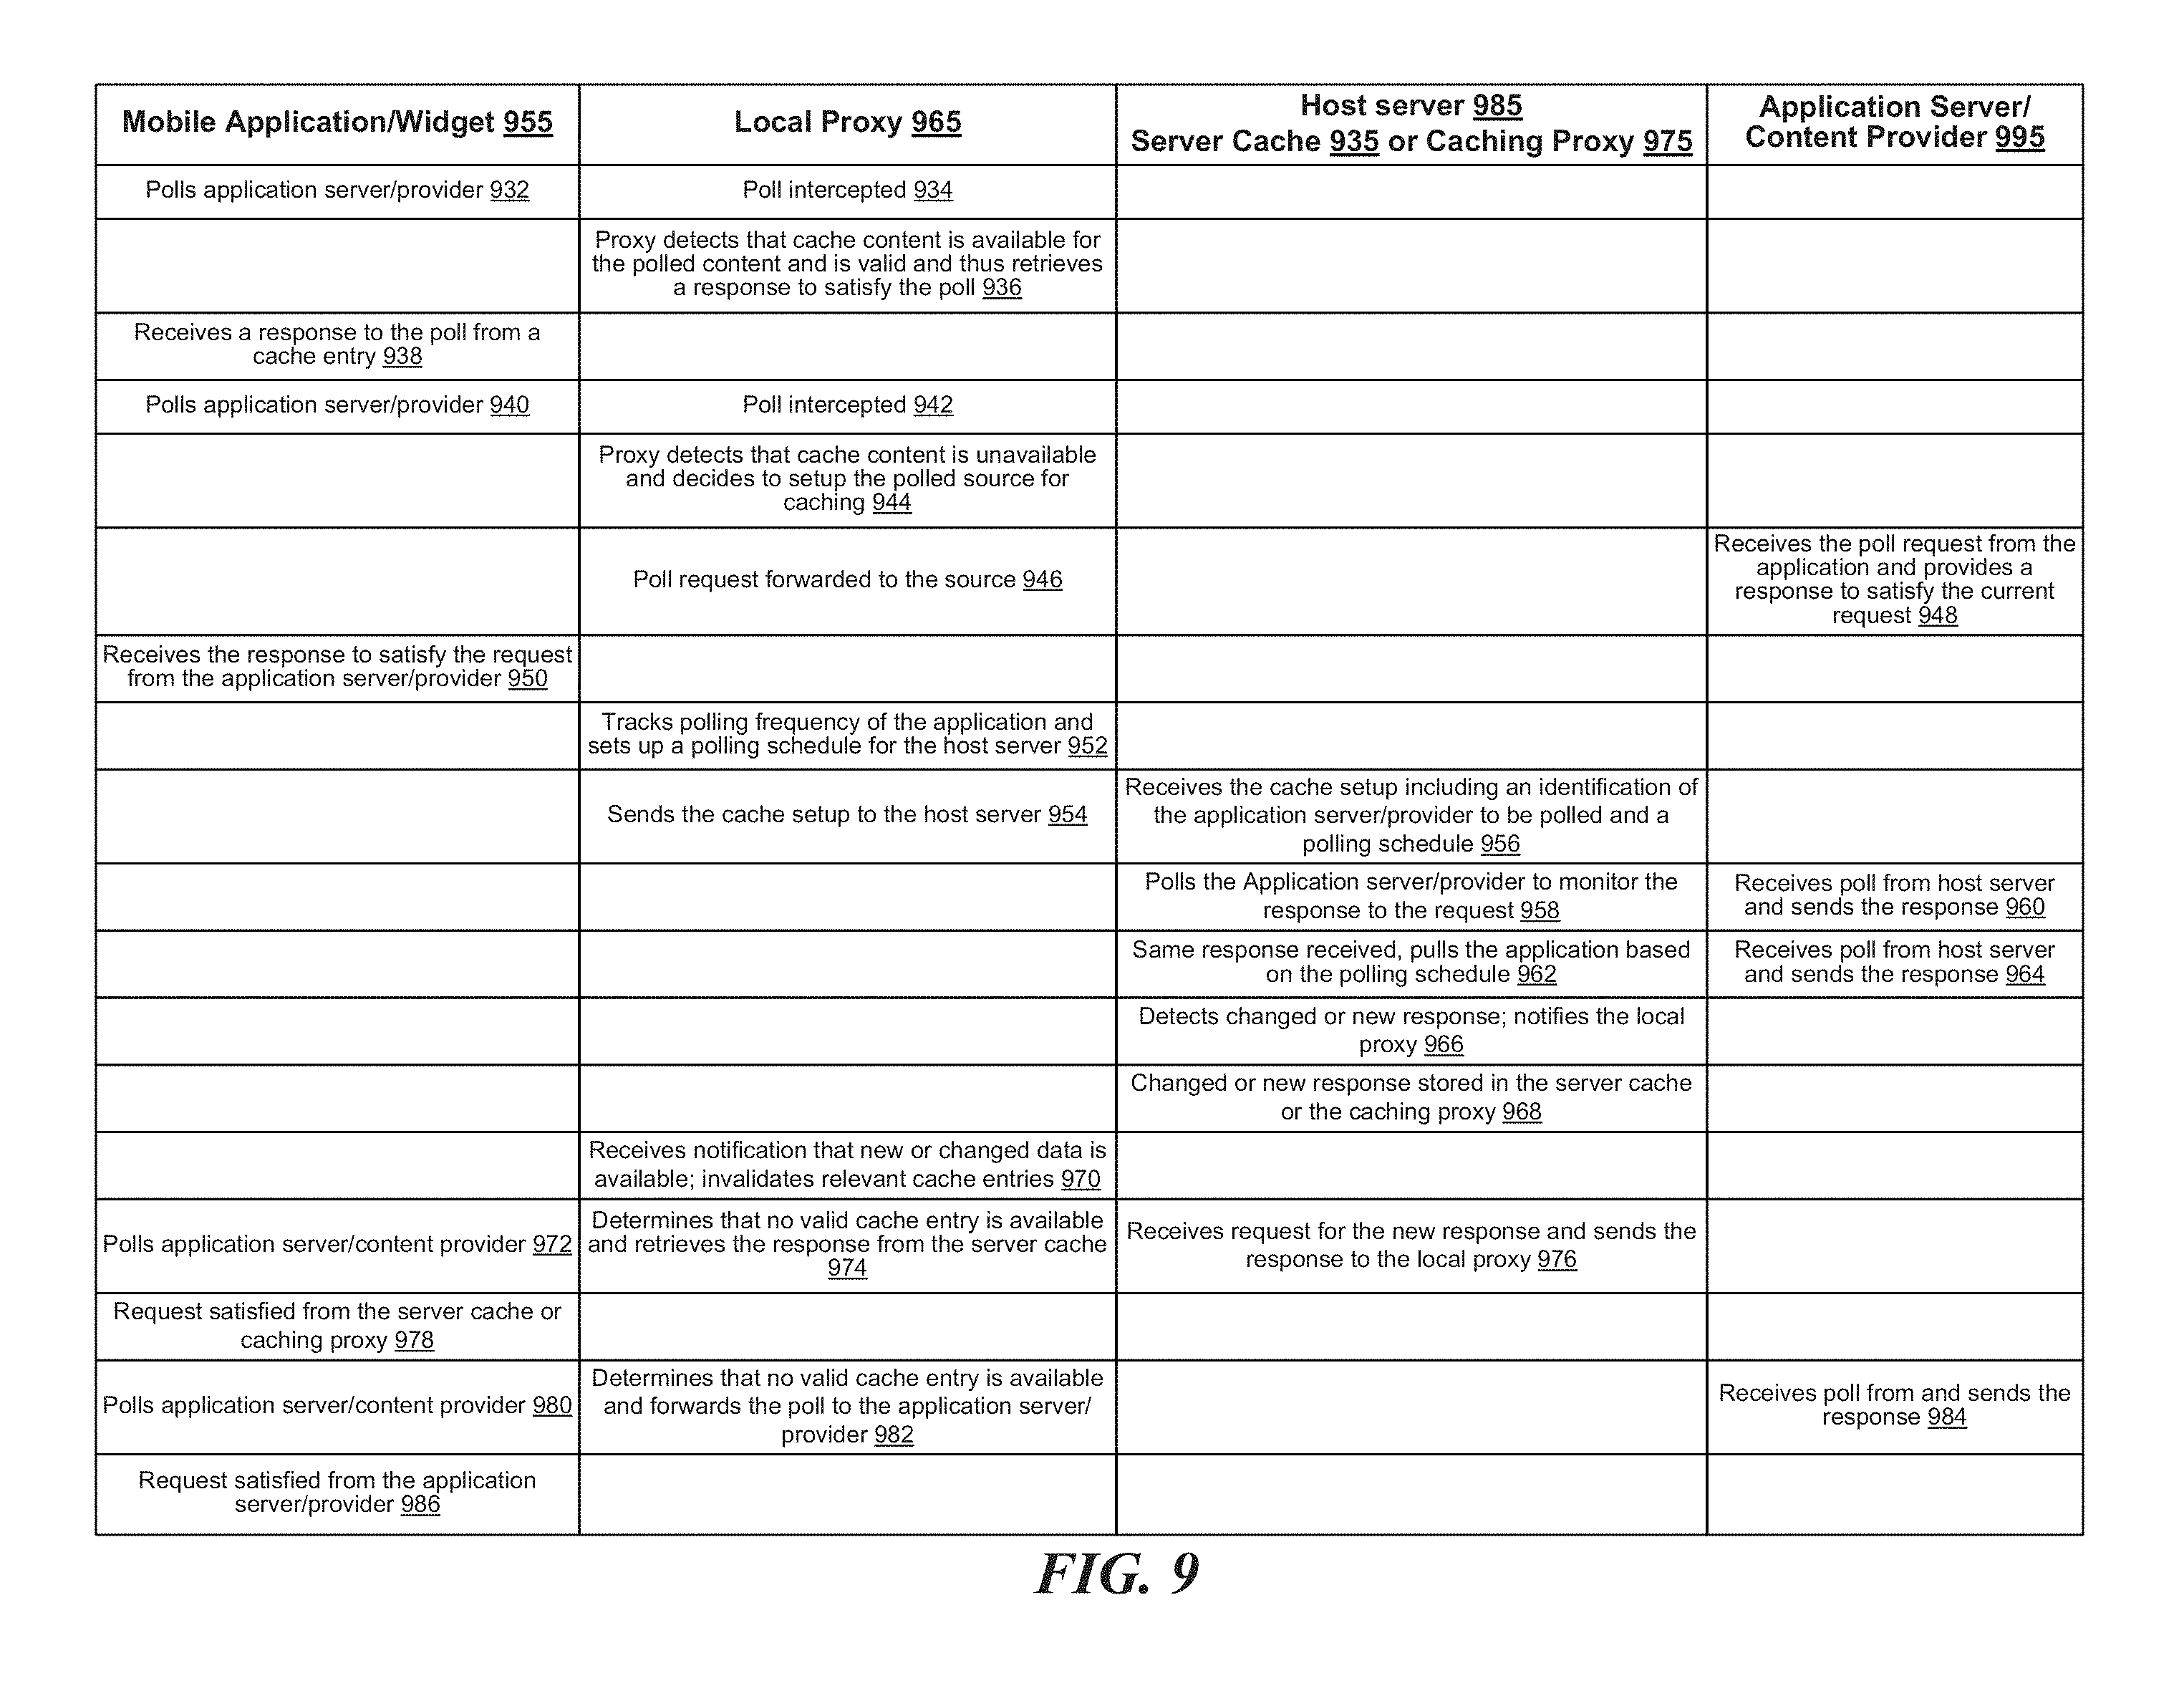 Mobile Application/Widget 955
Local Proxy 965
Host server 985
Server Cache 935 or Caching Proxy 975
Application Server/
Content Provider 995
Polls application server/provider 932
Poll intercepted 934
Proxy detects that cache content is available for
the polled content and is valid and thus retrieves
a response to satisfy the poll 936
Receives a response to the poll from a
cache entry 938
Polls application server/provider 940
Poll intercepted 942
Proxy detects that cache content is unavailable
and decides to setup the polled source for
caching 944
Poll request forwarded to the source 946
Receives the poll request from the
application and provides a
response to satisfy the current
request 948
Receives the response to satisfy the request
from the application server/provider 950
Tracks polling frequency of the application and
sets up a polling schedule for the host server 952
Sends the cache setup to the host server 954
Receives the cache setup including an identification of
the application server/provider to be polled and a
polling schedule 956
Polls the Application server/provider to monitor the
response to the request 958
Receives poll from host server
and sends the response 960
Same response received, pulls the application based
on the polling schedule 962
Receives poll from host server
and sends the response 964
Detects changed or new response; notifies the local
proxy 966
Changed or new response stored in the server cache
or the caching proxy 968
Receives notification that new or changed data is
available; invalidates relevant cache entries 970
Polls application server/content provider 972
Determines that no valid cache entry is available
and retrieves the response from the server cache
974
Receives request for the new response and sends the
response to the local proxy 976
Request satisfied from the server cache or
caching proxy 978
Polls application server/content provider 980
Determines that no valid cache entry is available
and forwards the poll to the application server/
provider 982
Receives poll from and sends the
response 984
Request satisfied from the application
server/provider 986
FIG. 9